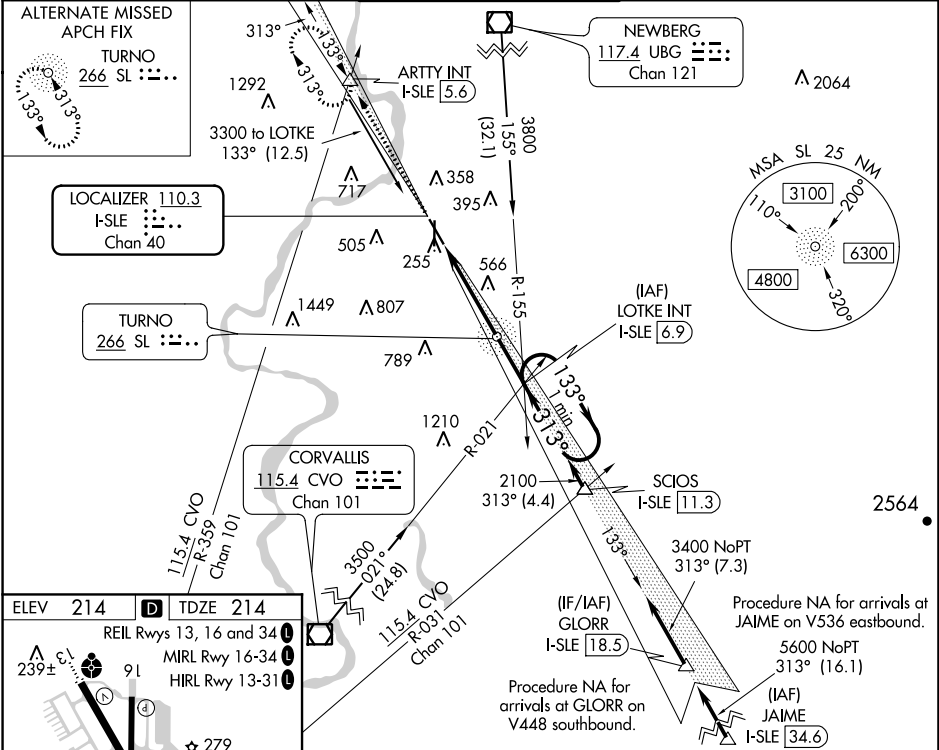 ALTERNATE MISSED
APCH FIX
TURNO
266 SL
133°
313°
313°
133°
313°
ARTTY INT
I-SLE 5.6
NEWBERG
117.4 UBG
Chan 121
2064
1292
3300 to LOTKE
133° (12.5)
3800
155°
(32.1)
MSA SL 25 NM
3100
110°
200°
6300
4800
320°
717
358
395
LOCALIZER 110.3
I-SLE
Chan 40
505
255
566
R-155
(IAF)
LOTKE INT
I-SLE 6.9
1449
807
TURNO
266 SL
789
133°
1 min
313°
1210
R-021
CORVALLIS
115.4 CVO
Chan 101
2100
313° (4.4)
SCIOS
I-SLE 11.3
2564
115.4 CVO
R-359
Chan 101
3500
021°
(24.8)
115.4 CVO
R-031
Chan 101
133°
3400 NoPT
313° (7.3)
(IF/IAF)
GLORR
I-SLE 18.5
Procedure NA for arrivals at
JAIME on V536 eastbound.
5600 NoPT
313° (16.1)
Procedure NA for
arrivals at GLORR on
V448 southbound.
(IAF)
JAIME
I-SLE 34.6
ELEV 214 D TDZE 214
REIL Rwys 13, 16 and 34 L
MIRL Rwy 16-34 L
HIRL Rwy 13-31 L
239±
13
16
V
P
279